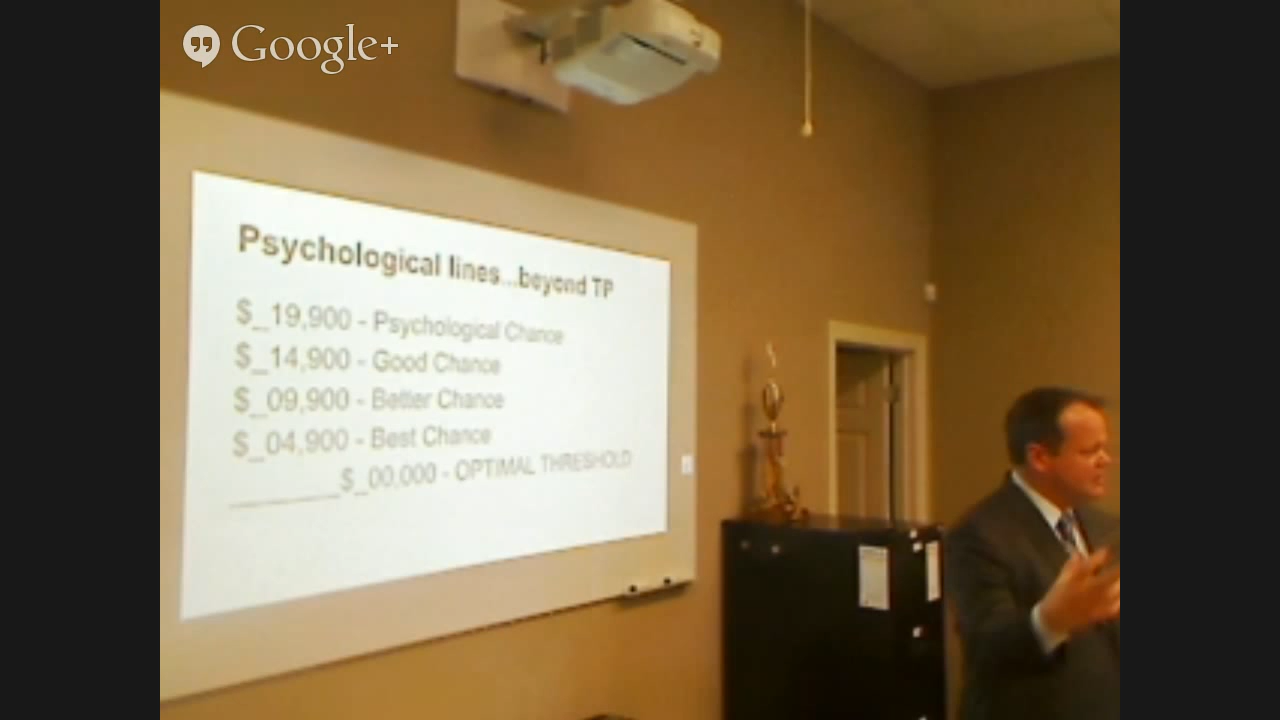 Google+
Psychological lines...beyond TP
$_19,900 - Psychological Chance
$_14,900 - Good Chance
$_09,900 - Better Chance
$_04,900 - Best Chance
_______$_00,000 - OPTIMAL THRESHOLD